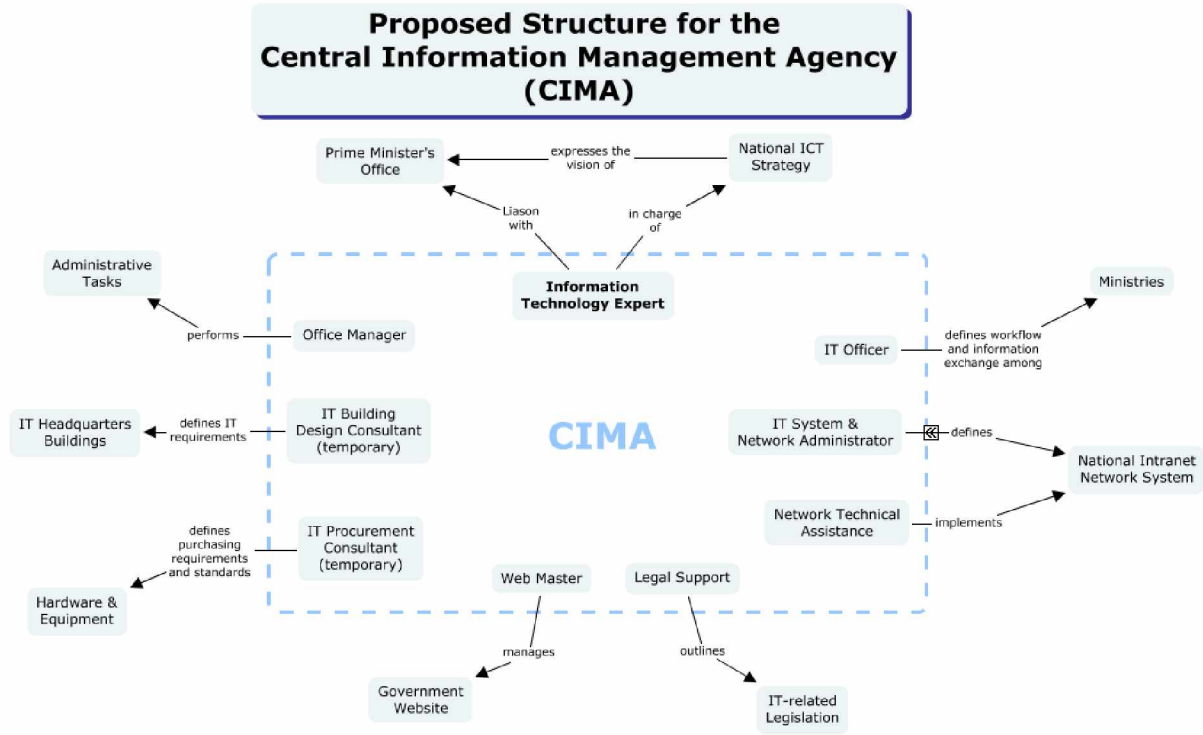 Proposed Structure for the
Central Information Management Agency
(CIMA)
Prime Minister's
Office
expresses the
vision of
National ICT
Strategy
Liason
with
in charge
of
Information
Technology Expert
Administrative
Tasks
performs
Office Manager
IT Officer
defines workflow
and information
exchange among
Ministries
IT Headquarters
Buildings
defines IT
requirements
IT Building
Design Consultant
(temporary)
CIMA
IT System &
Network Administrator
defines
National Intranet
Network System
Network Technical
Assistance
implements
defines
purchasing
requirements
and standards
IT Procurement
Consultant
(temporary)
Hardware &
Equipment
Web Master
manages
Government
Website
Legal Support
outlines
IT-related
Legislation